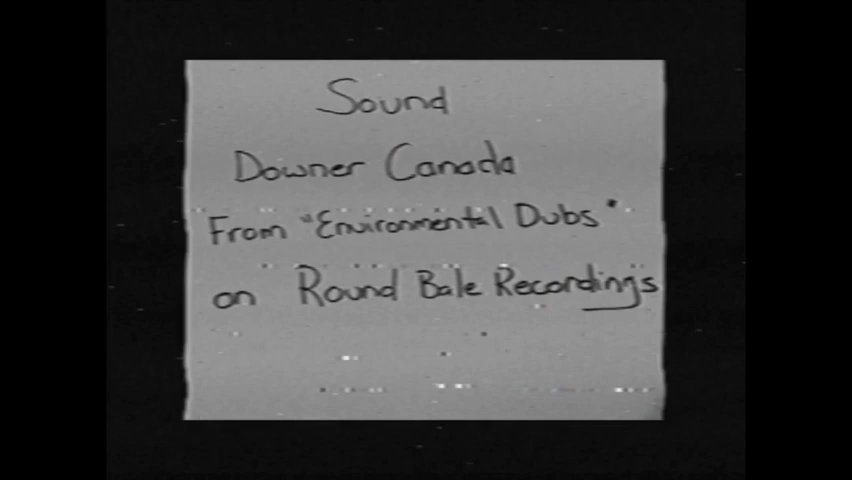 Sound
Downer Canada
From "Environmental Dubs"
on Round Bale Recordings